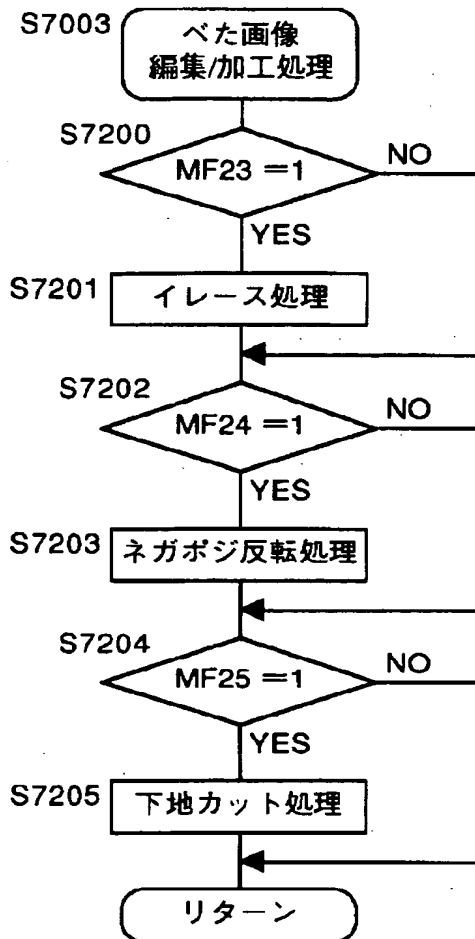 S7003
べた画像
編集/加工処理
S7200
MF23 =1
NO
YES
S7201
イレース処理
S7202
MF24 =1
NO
YES
S7203
ネガポジ反転処理
S7204
MF25 =1
NO
YES
S7205
下地カット処理
リターン